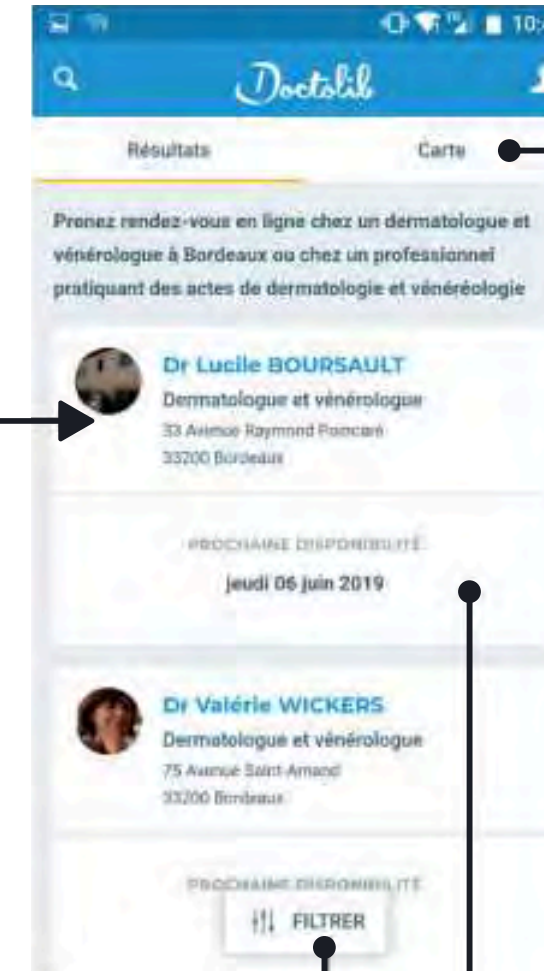 10:
Doctolib
Résultats
Carte
Prenez rendez-vous en ligne chez un dermatologue et
vénérologue à Bordeaux ou chez un professionnel
pratiquant des actes de dermatologie et vénéréologie
Dr Lucile BOURSAULT
Dermatologue et vénérologue
33 Avenue Raymond Poincaré
33200 Bordeaux
PROCHAINE DISPONIBILITÉ
jeudi 06 juin 2019
Dr Valérie WICKERS
Dermatologue et vénérologue
75 Avenue Saint-Amand
33200 Bordeaux
PROCHAINE DISPONIBILITÉ
FILTRER